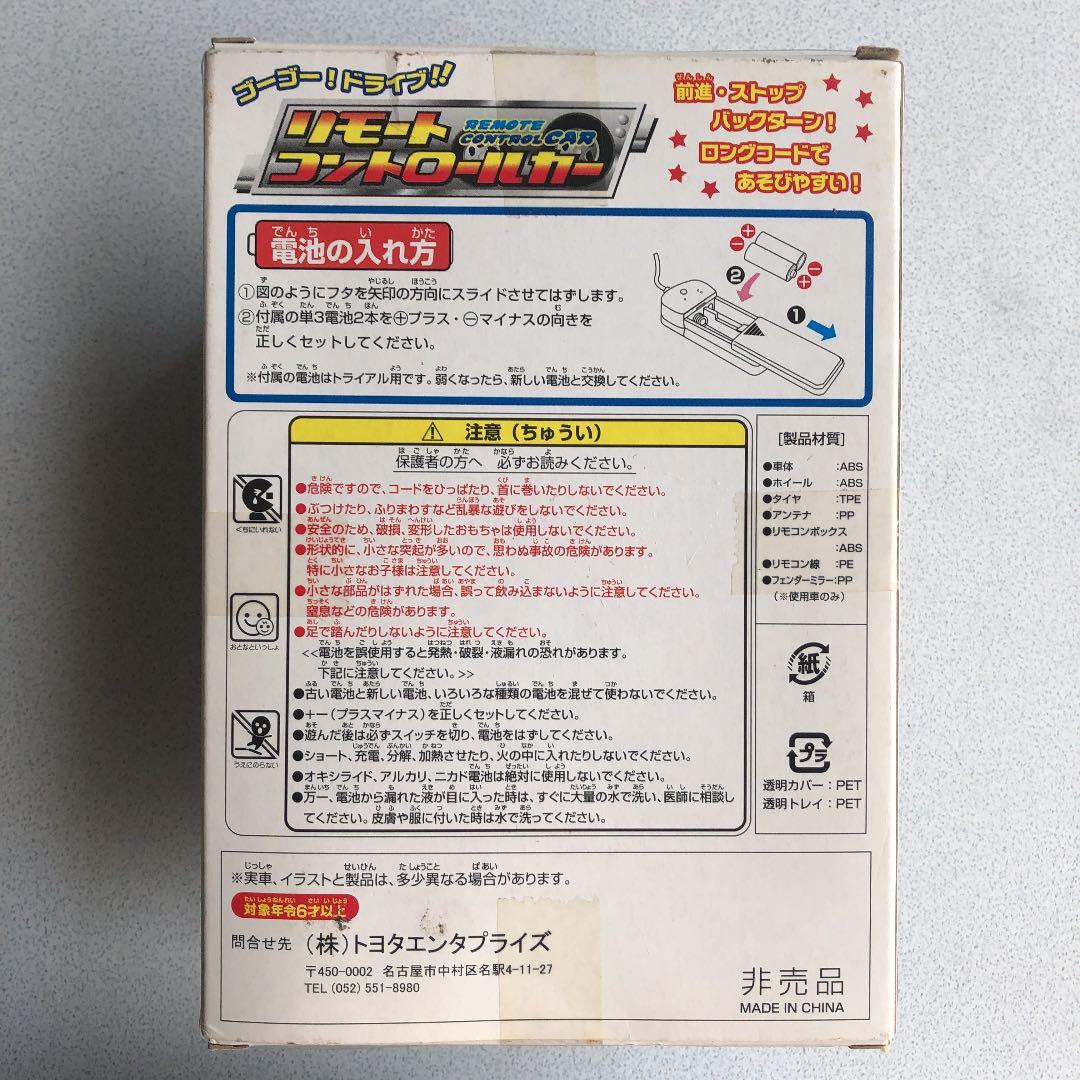 ゴーゴー！ドライブ!!
リモート
コントロールカー
REMOTE
CONTROL CAR
前進・ストップ
バックターン！
ロングコードで
あそびやすい！
電池の入れ方
①図のようにフタを矢印の方向にスライドさせてはずします。
②付属の単3電池2本を⊕プラス・⊖マイナスの向きを
正しくセットしてください。
※付属の電池はトライアル用です。弱くなったら、新しい電池と交換してください。
❷
❶
⚠ 注意（ちゅうい）
保護者の方へ 必ずお読みください。
●危険ですので、コードをひっぱたり、首に巻いたりしないでください。
●ぶつけたり、ふりまわすなど乱暴な遊びをしないでください。
●安全のため、破損、変形したおもちゃは使用しないでください。
●形状的に、小さな突起が多いので、思わぬ事故の危険があります。
特に小さなお子様は注意してください。
●小さな部品がはずれた場合、誤って飲み込まないように注意してください。
窒息などの危険があります。
●足で踏んだりしないように注意してください。
<<電池を誤使用すると発熱・破裂・液漏れの恐れがあります。
下記に注意してください。>>
●古い電池と新しい電池、いろいろな種類の電池を混ぜて使わないでください。
●+−(プラスマイナス)を正しくセットしてください。
●遊んだ後は必ずスイッチを切り、電池をはずしてください。
●ショート、充電、分解、加熱させたり、火の中に入れたりしないでください。
●オキシライド、アルカリ、ニカド電池は絶対に使用しないでください。
●万一、電池から漏れた液が目に入った時は、すぐに大量の水で洗い、医師に相談し
てください。皮膚や服に付いた時は水で洗ってください。
くちにいれない
おとなといっしょ
うえにのらない
[製品材質]
●車体 :ABS
●ホイール :ABS
●タイヤ :TPE
●アンテナ :PP
●リモコンボックス
:ABS
●リモコン線 :PE
●フェンダーミラー:PP
(※使用車のみ)
紙
箱
プラ
透明カバー：PET
透明トレイ：PET
※実車、イラストと製品は、多少異なる場合があります。
対象年令6才以上
問合せ先 (株)トヨタエンタプライズ
〒450-0002 名古屋市中村区名駅4-11-27
TEL (052) 551-8980
非売品
MADE IN CHINA